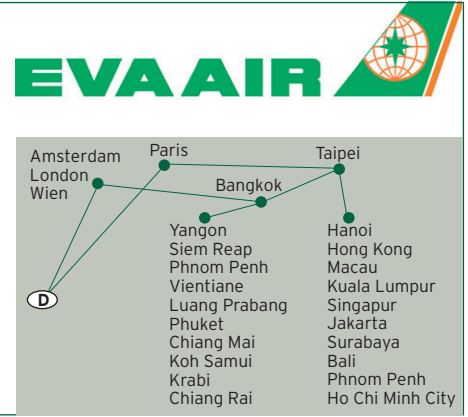 EVA AIR
Amsterdam
London
Wien
Paris
Taipei
Bangkok
D
Yangon
Siem Reap
Phnom Penh
Vientiane
Luang Prabang
Phuket
Chiang Mai
Koh Samui
Krabi
Chiang Rai
Hanoi
Hong Kong
Macau
Kuala Lumpur
Singapur
Jakarta
Surabaya
Bali
Phnom Penh
Ho Chi Minh City